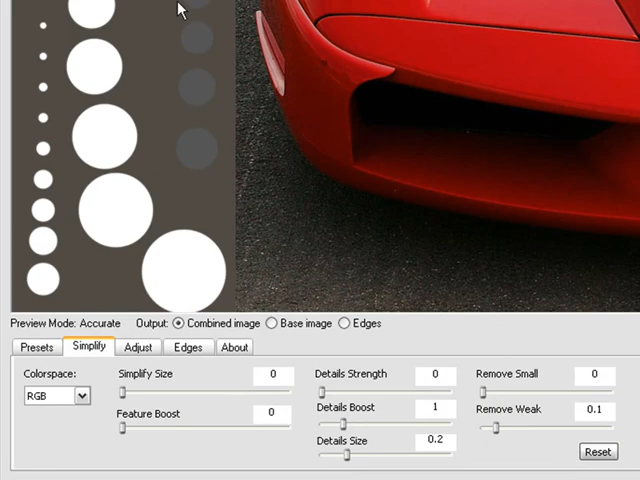 Preview Mode: Accurate Output: Combined image Base image Edges
Presets Simplify Adjust Edges About
Colorspace: Simplify Size 0 Details Strength 0 Remove Small 0
RGB Feature Boost 0 Details Boost 1 Remove Weak 0.1
Details Size 0.2 Reset